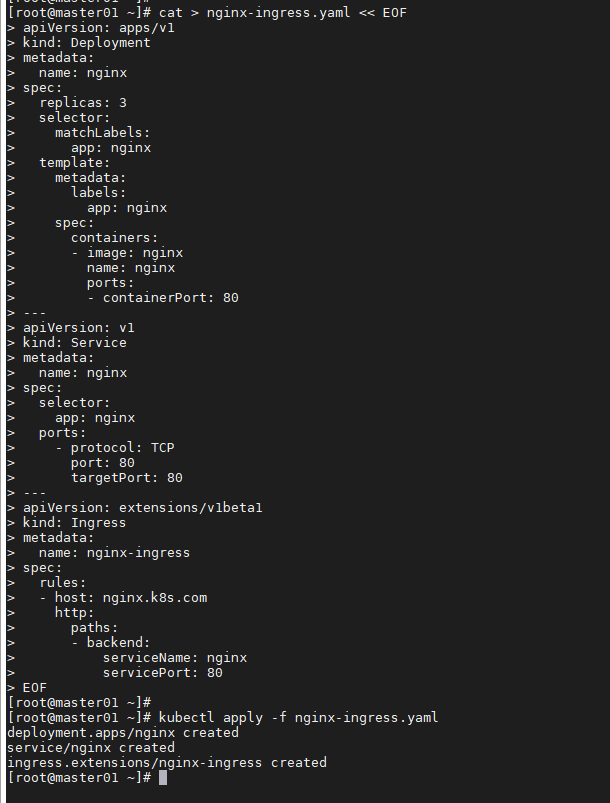 [root@master01 ~]# cat > nginx-ingress.yaml << EOF
> apiVersion: apps/v1
> kind: Deployment
> metadata:
>   name: nginx
> spec:
>   replicas: 3
>   selector:
>     matchLabels:
>       app: nginx
>   template:
>     metadata:
>       labels:
>         app: nginx
>     spec:
>       containers:
>       - image: nginx
>         name: nginx
>         ports:
>         - containerPort: 80
> ---
> apiVersion: v1
> kind: Service
> metadata:
>   name: nginx
> spec:
>   selector:
>     app: nginx
>   ports:
>     - protocol: TCP
>       port: 80
>       targetPort: 80
> ---
> apiVersion: extensions/v1beta1
> kind: Ingress
> metadata:
>   name: nginx-ingress
> spec:
>   rules:
>   - host: nginx.k8s.com
>     http:
>       paths:
>       - backend:
>           serviceName: nginx
>           servicePort: 80
> EOF
[root@master01 ~]#
[root@master01 ~]# kubectl apply -f nginx-ingress.yaml
deployment.apps/nginx created
service/nginx created
ingress.extensions/nginx-ingress created
[root@master01 ~]#